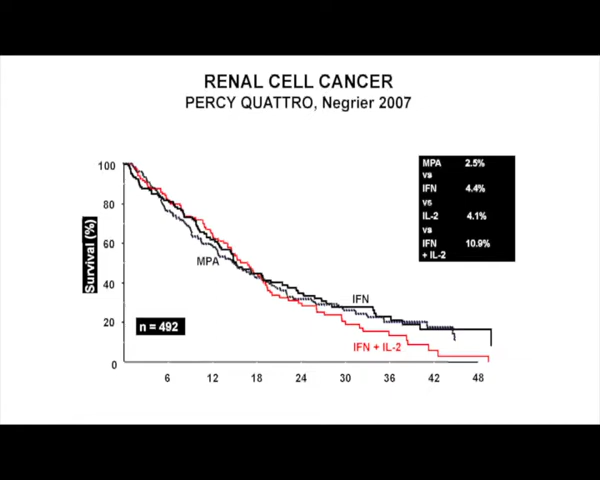 RENAL CELL CANCER
PERCY QUATTRO, Negrier 2007
MPA 2.5%
vs
IFN 4.4%
vs
IL-2 4.1%
vs
IFN 10.9%
+ IL-2
Survival (%)
100
80
60
40
20
0
MPA
IFN
IFN + IL-2
n = 492
6 12 18 24 30 36 42 48